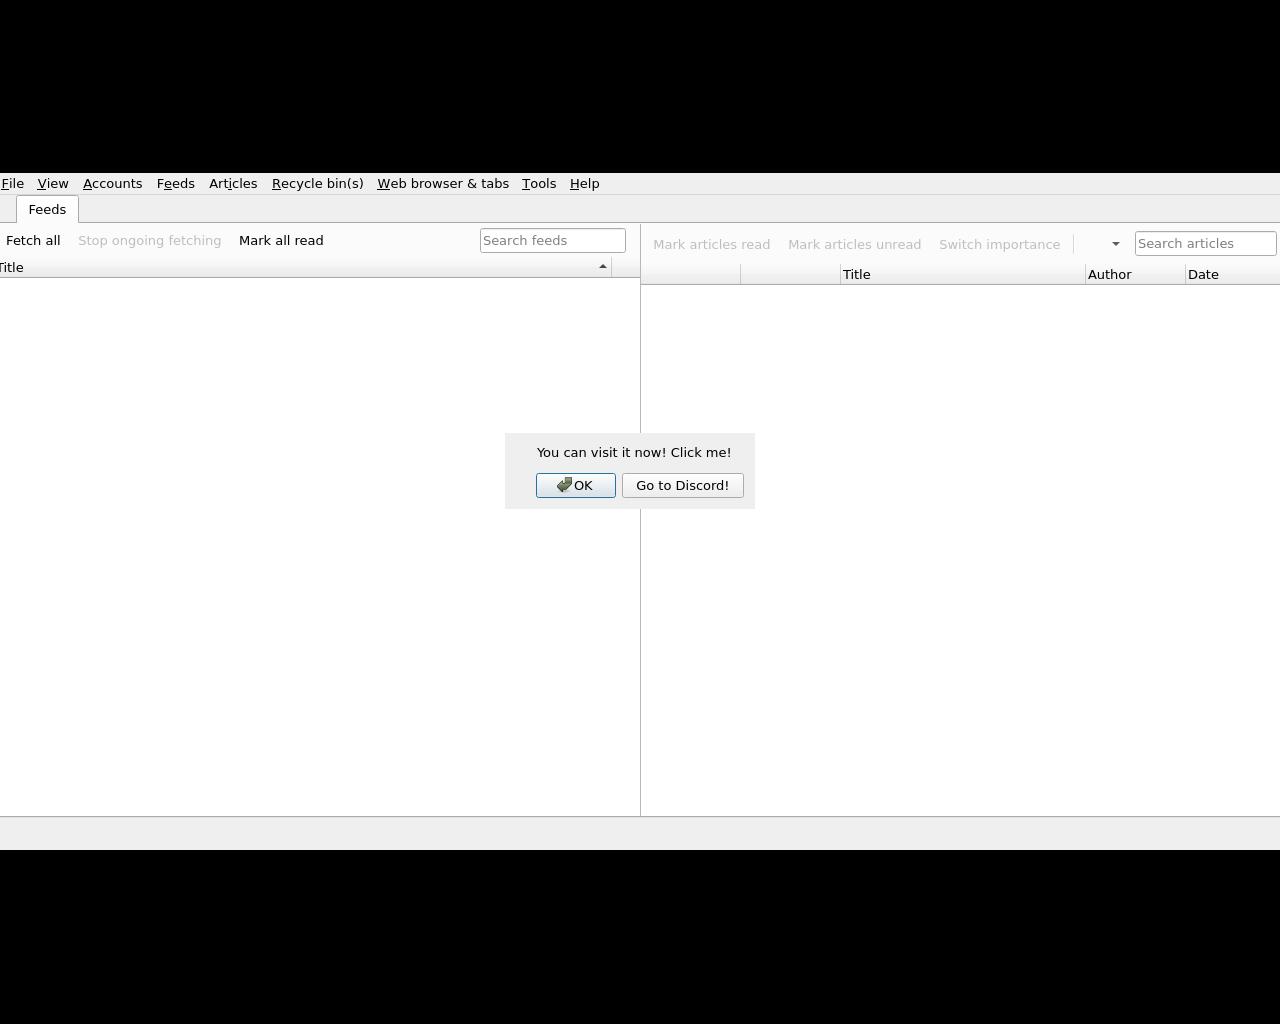 File View Accounts Feeds Articles Recycle bin(s) Web browser & tabs Tools Help
Feeds
Fetch all Stop ongoing fetching Mark all read Search feeds
Mark articles read Mark articles unread Switch importance Search articles
Title
Title Author Date
You can visit it now! Click me!
OK Go to Discord!